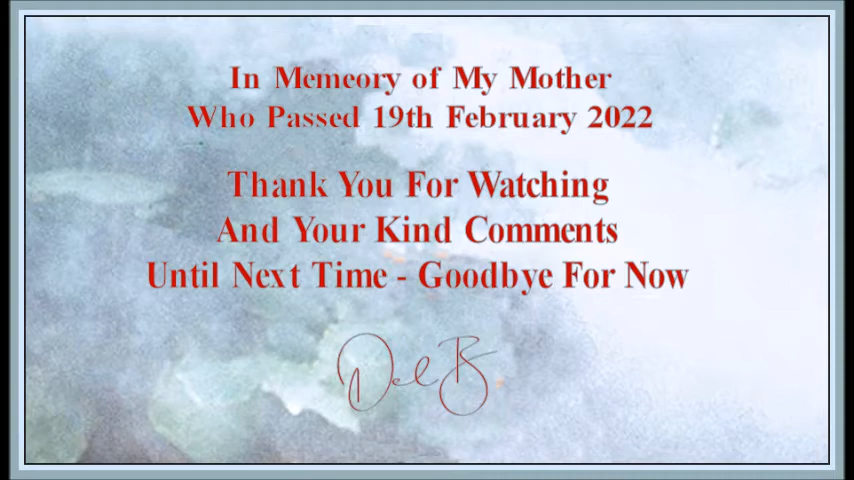 In Memeory of My Mother
Who Passed 19th February 2022
Thank You For Watching
And Your Kind Comments
Until Next Time - Goodbye For Now